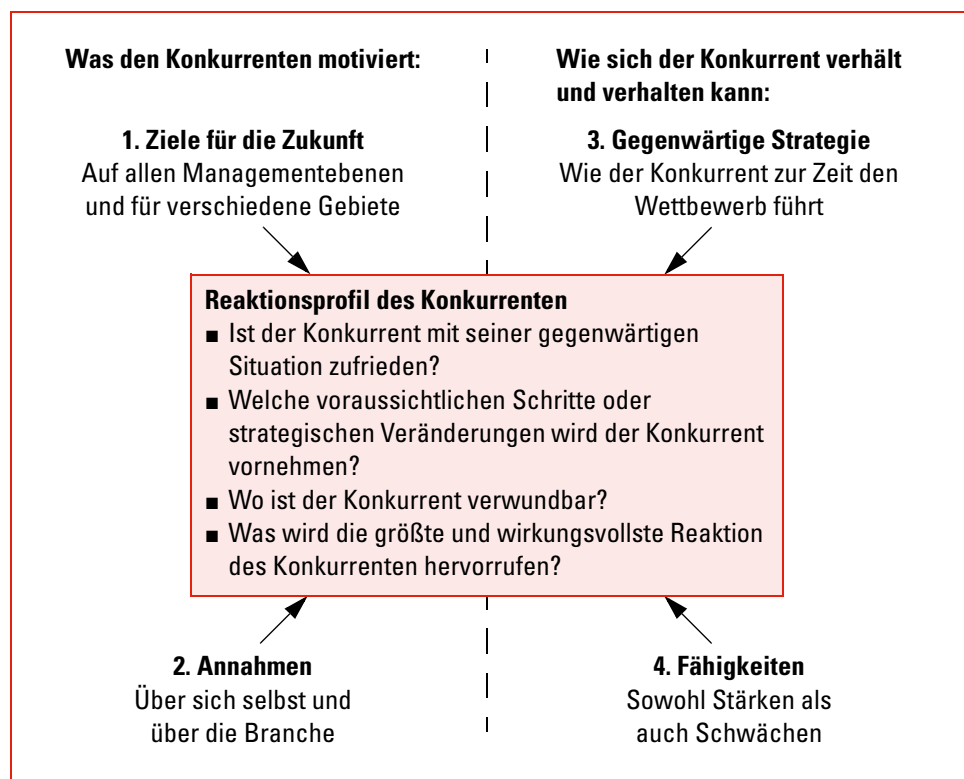 Was den Konkurrenten motiviert:
Wie sich der Konkurrent verhält
und verhalten kann:
1. Ziele für die Zukunft
Auf allen Managementebenen
und für verschiedene Gebiete
3. Gegenwärtige Strategie
Wie der Konkurrent zur Zeit den
Wettbewerb führt
Reaktionsprofil des Konkurrenten
■ Ist der Konkurrent mit seiner gegenwärtigen
Situation zufrieden?
■ Welche voraussichtlichen Schritte oder
strategischen Veränderungen wird der Konkurrent
vornehmen?
■ Wo ist der Konkurrent verwundbar?
■ Was wird die größte und wirkungsvollste Reaktion
des Konkurrenten hervorrufen?
2. Annahmen
Über sich selbst und
über die Branche
4. Fähigkeiten
Sowohl Stärken als
auch Schwächen